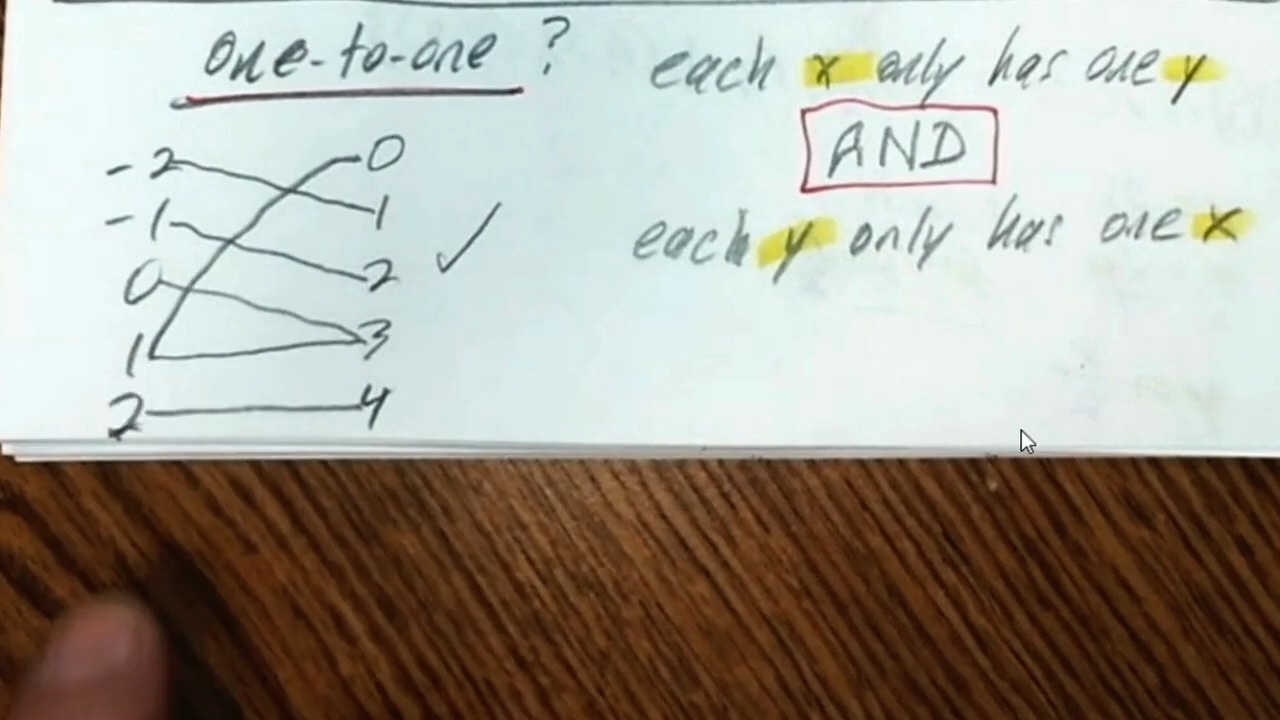 one-to-one ?
each x only has one y
AND
each y only has one x
-2 0
-1 1
0 2
1 3
2 4